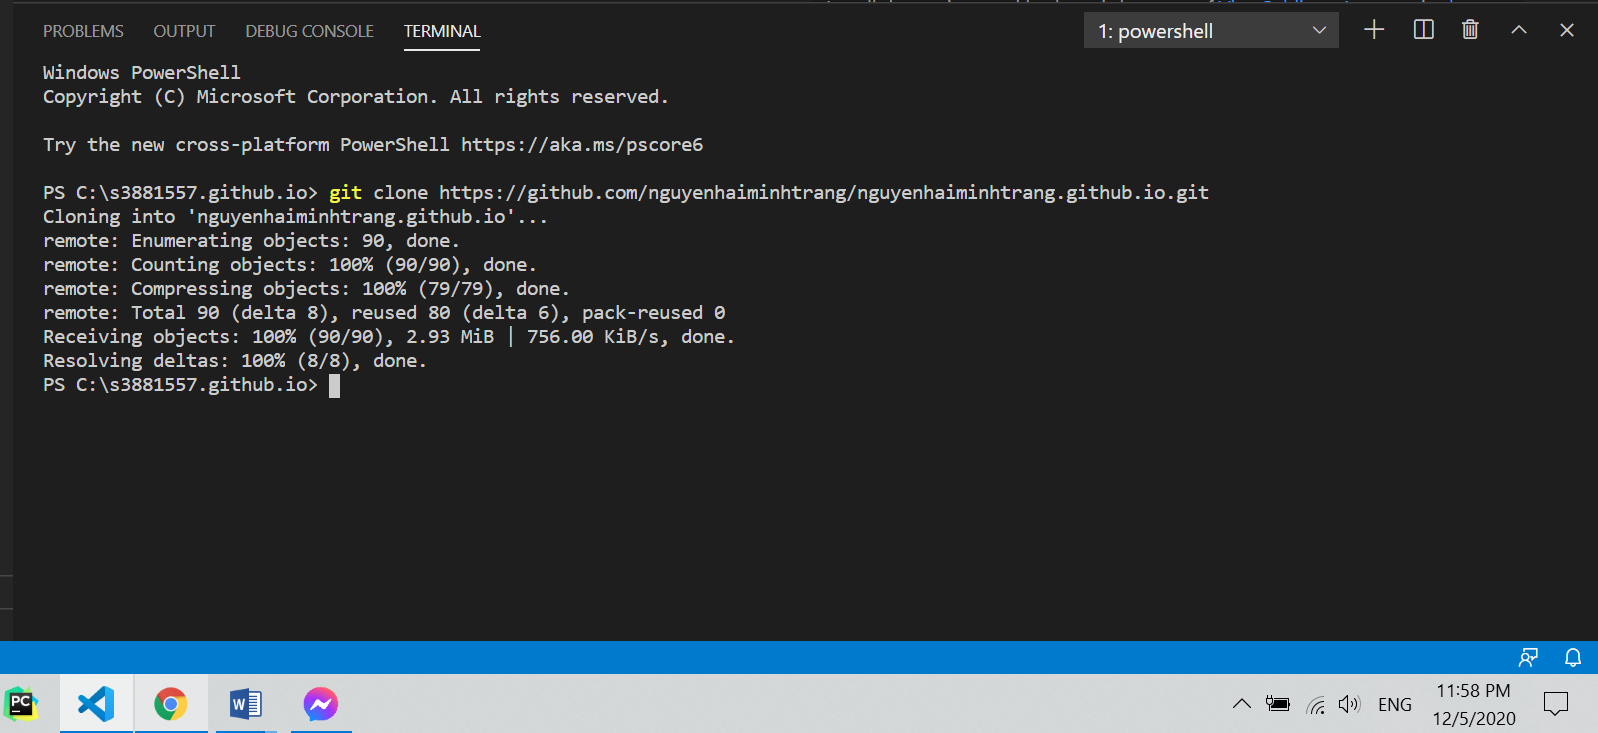 PROBLEMS OUTPUT DEBUG CONSOLE TERMINAL 1: powershell
Windows PowerShell
Copyright (C) Microsoft Corporation. All rights reserved.
Try the new cross-platform PowerShell https://aka.ms/pscore6
PS C:\s3881557.github.io> git clone https://github.com/nguyenhaiminhtrang/nguyenhaiminhtrang.github.io.git
Cloning into 'nguyenhaiminhtrang.github.io'...
remote: Enumerating objects: 90, done.
remote: Counting objects: 100% (90/90), done.
remote: Compressing objects: 100% (79/79), done.
remote: Total 90 (delta 8), reused 80 (delta 6), pack-reused 0
Receiving objects: 100% (90/90), 2.93 MiB | 756.00 KiB/s, done.
Resolving deltas: 100% (8/8), done.
PS C:\s3881557.github.io>
PC
W
ENG
11:58 PM
12/5/2020